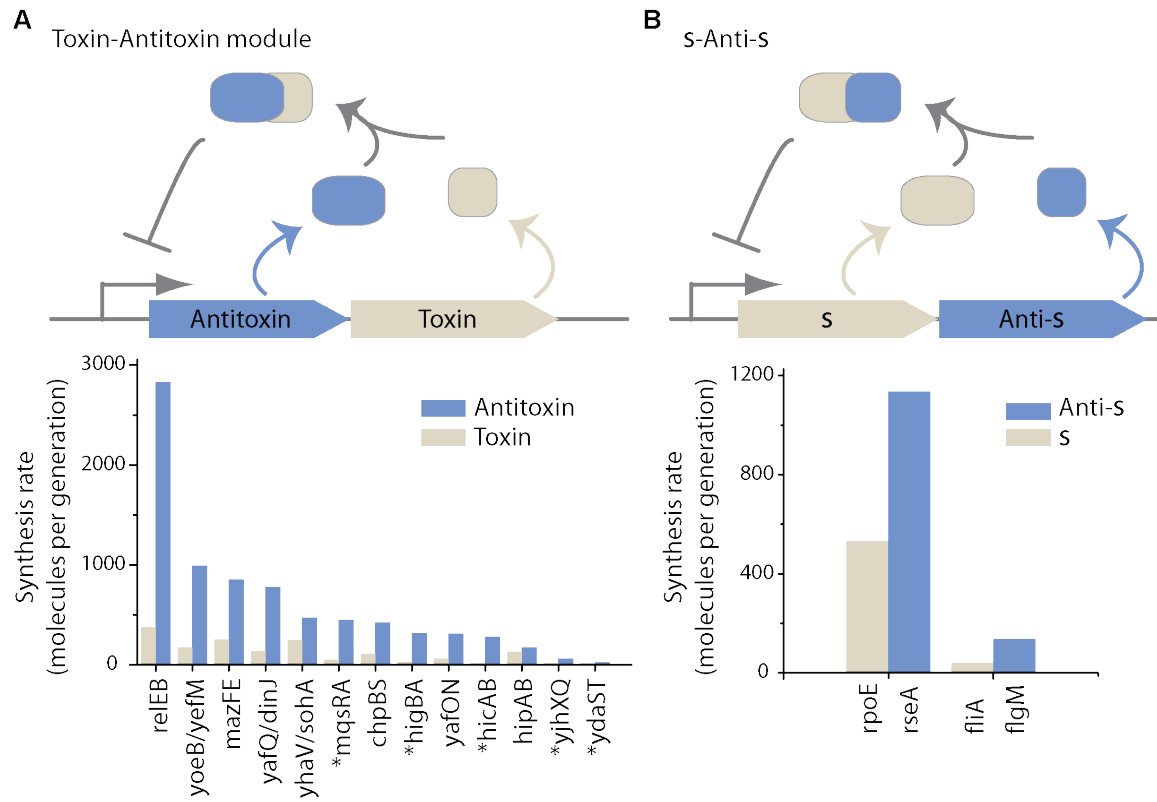 A
Toxin-Antitoxin module
Antitoxin
Toxin
Synthesis rate
(molecules per generation)
3000
2000
1000
0
Antitoxin
Toxin
relEB
yoeB/yefM
mazFE
yafQ/dinJ
yhaV/sohA
*mqsRA
chpBS
*higBA
yafON
*hicAB
hipAB
*yjhXQ
*ydaST
B
s-Anti-s
s
Anti-s
Synthesis rate
(molecules per generation)
1200
800
400
0
Anti-s
s
rpoE
rseA
fliA
flgM